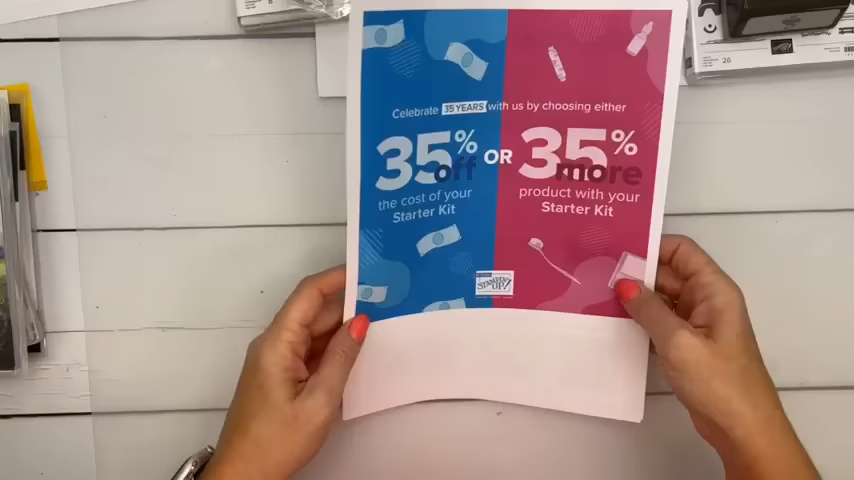 Celebrate 35 YEARS with us by choosing either
35% off OR 35% more
the cost of your Starter Kit
product with your Starter Kit
STAMPIN' UP!
26